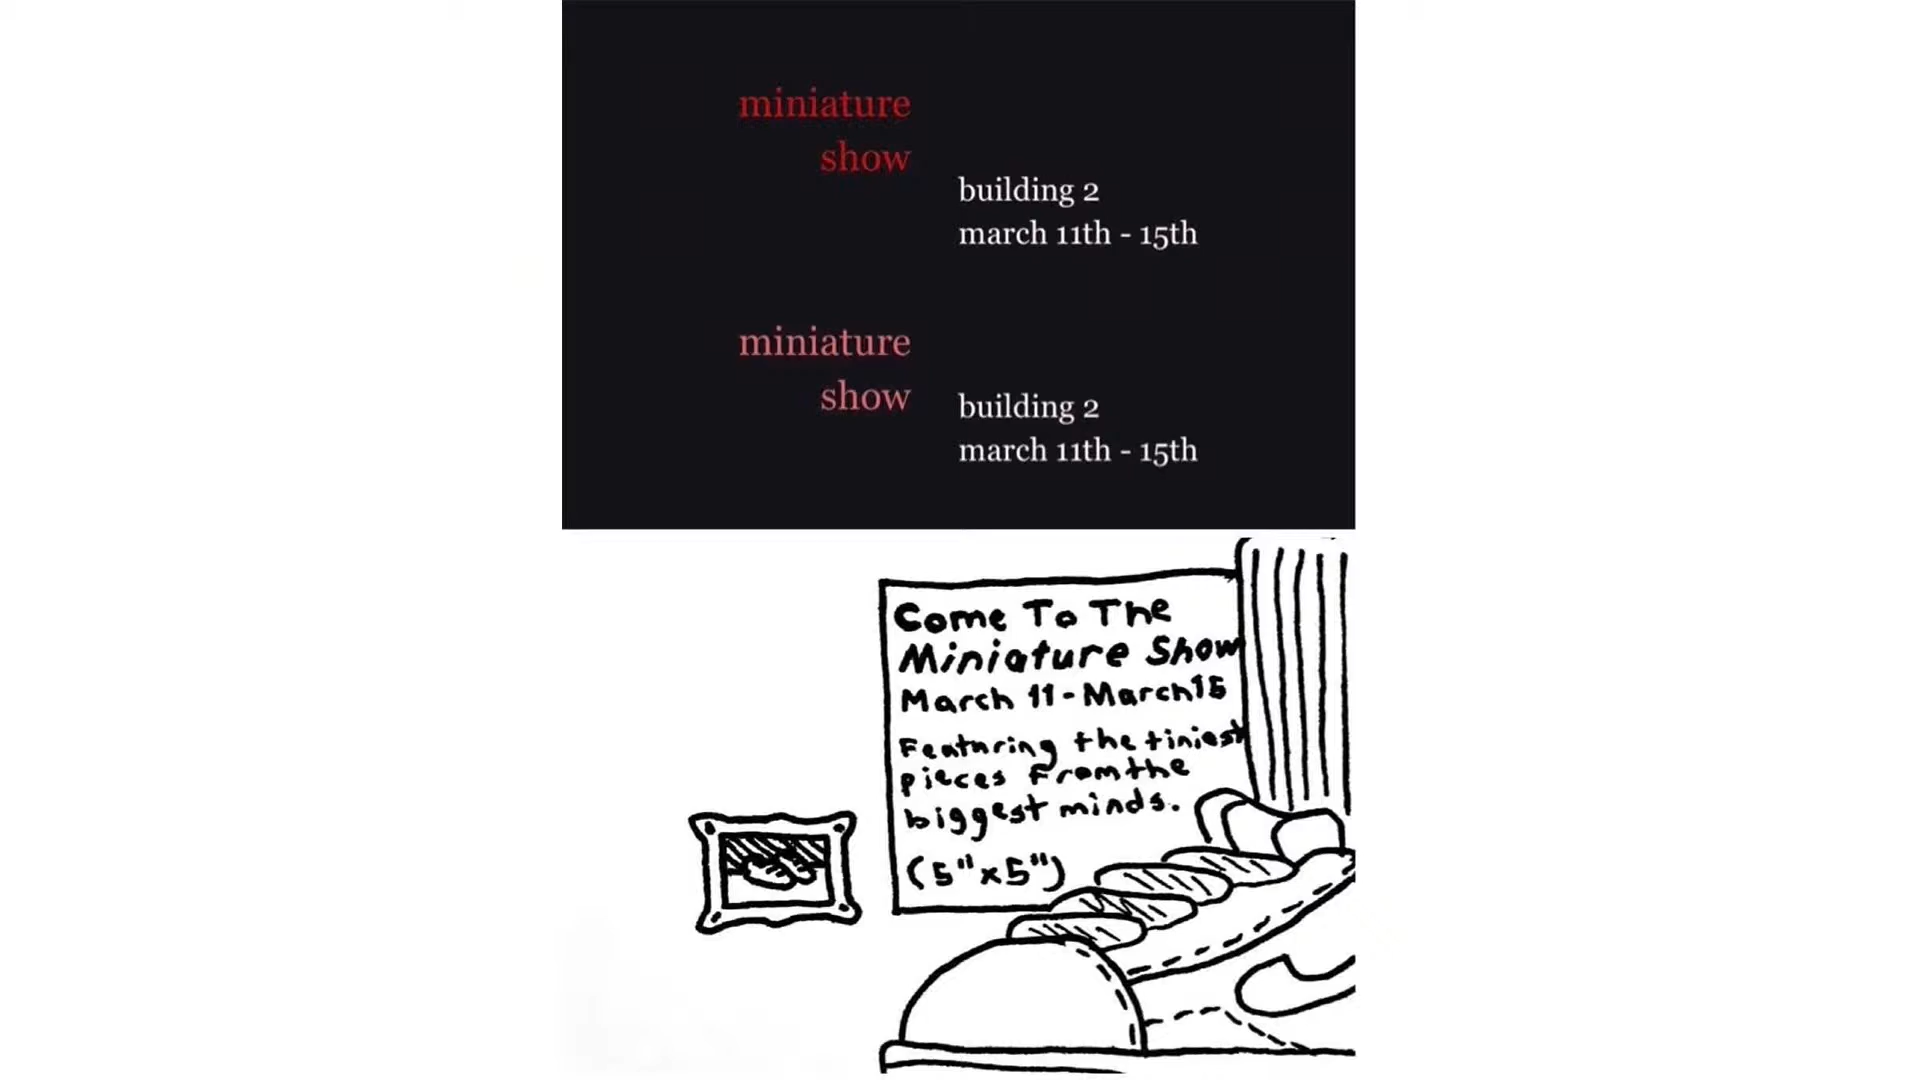 miniature
show
building 2
march 11th - 15th
miniature
show
building 2
march 11th - 15th
Come To The
Miniature Show
March 11 - March 15
Featuring the tiniest
pieces from the
biggest minds.
(5"x5")